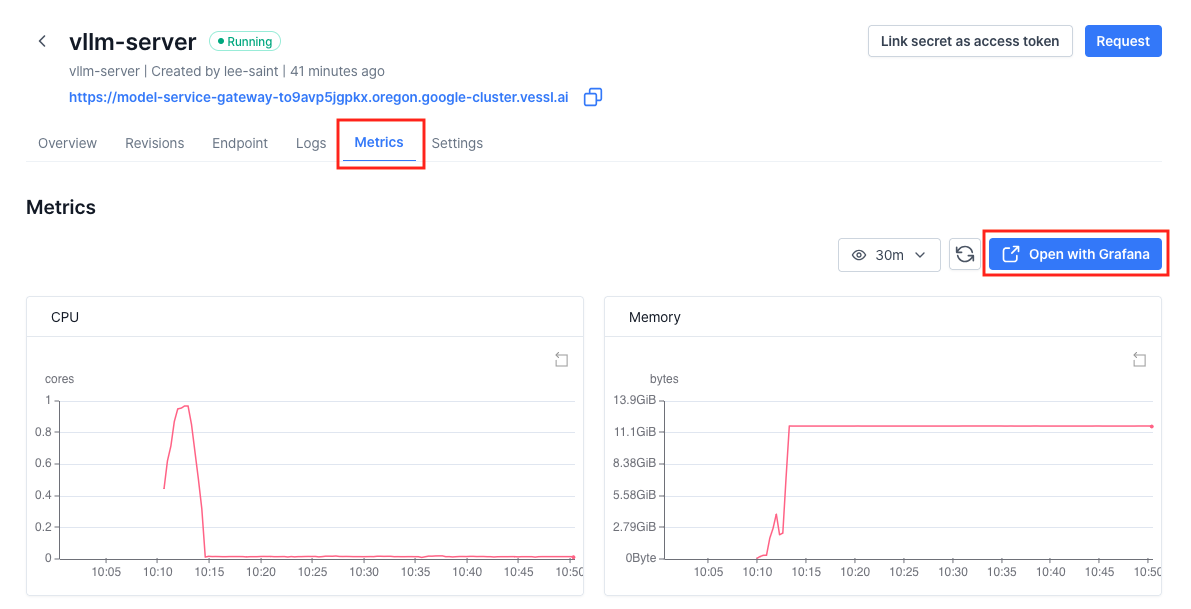 vllm-server Running Link secret as access token Request
vllm-server | Created by lee-saint | 41 minutes ago
https://model-service-gateway-to9avp5jgpkx.oregon.google-cluster.vessl.ai
Overview Revisions Endpoint Logs Metrics Settings
Metrics
30m Open with Grafana
CPU
cores
1
0.8
0.6
0.4
0.2
0
10:05 10:10 10:15 10:20 10:25 10:30 10:35 10:40 10:45 10:50
Memory
bytes
13.9GiB
11.1GiB
8.38GiB
5.58GiB
2.79GiB
0Byte
10:05 10:10 10:15 10:20 10:25 10:30 10:35 10:40 10:45 10:50